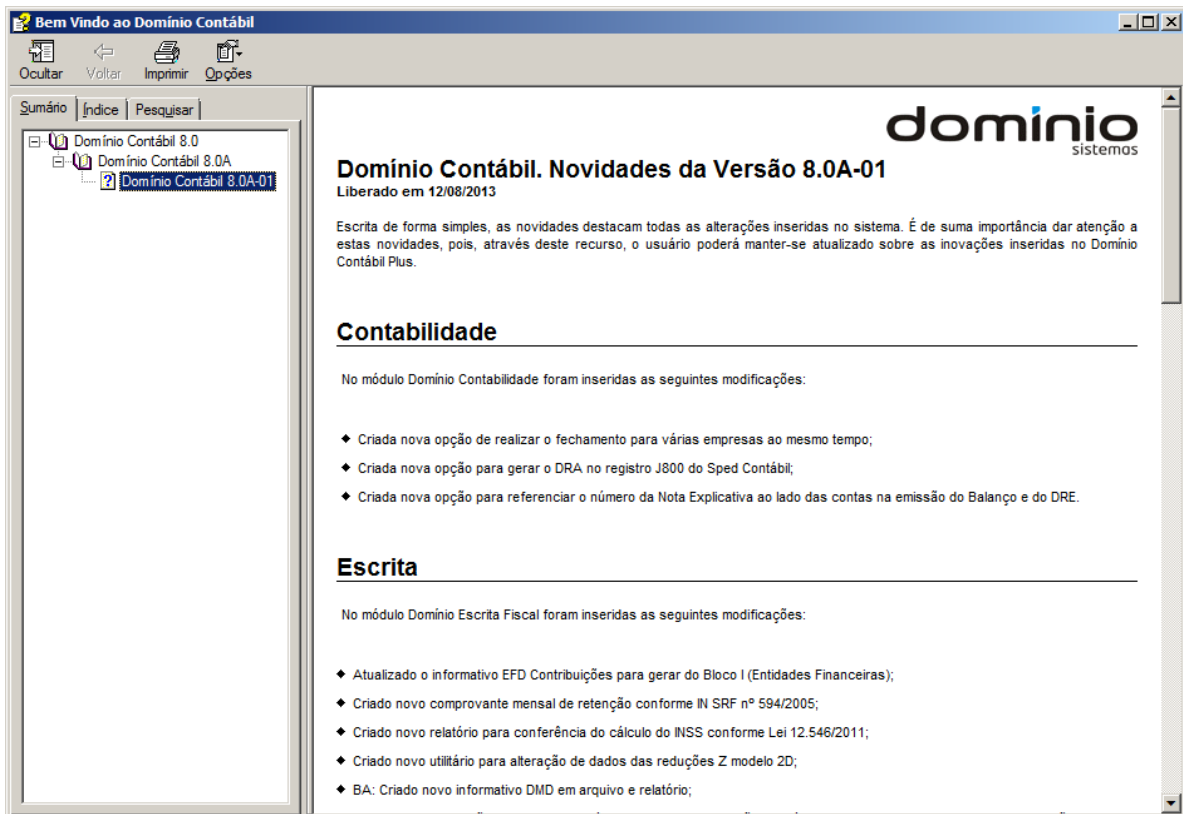 Bem Vindo ao Domínio Contábil
Ocultar Voltar Imprimir Opções
Sumário Índice Pesquisar
Domínio Contábil 8.0
Domínio Contábil 8.0A
Domínio Contábil 8.0A-01
domínio
sistemas
Domínio Contábil. Novidades da Versão 8.0A-01
Liberado em 12/08/2013
Escrita de forma simples, as novidades destacam todas as alterações inseridas no sistema. É de suma importância dar atenção a
estas novidades, pois, através deste recurso, o usuário poderá manter-se atualizado sobre as inovações inseridas no Domínio
Contábil Plus.
Contabilidade
No módulo Domínio Contabilidade foram inseridas as seguintes modificações:
◆ Criada nova opção de realizar o fechamento para várias empresas ao mesmo tempo;
◆ Criada nova opção para gerar o DRA no registro J800 do Sped Contábil;
◆ Criada nova opção para referenciar o número da Nota Explicativa ao lado das contas na emissão do Balanço e do DRE.
Escrita
No módulo Domínio Escrita Fiscal foram inseridas as seguintes modificações:
◆ Atualizado o informativo EFD Contribuições para gerar do Bloco I (Entidades Financeiras);
◆ Criado novo comprovante mensal de retenção conforme IN SRF nº 594/2005;
◆ Criado novo relatório para conferência do cálculo do INSS conforme Lei 12.546/2011;
◆ Criado novo utilitário para alteração de dados das reduções Z modelo 2D;
◆ BA: Criado novo informativo DMD em arquivo e relatório;